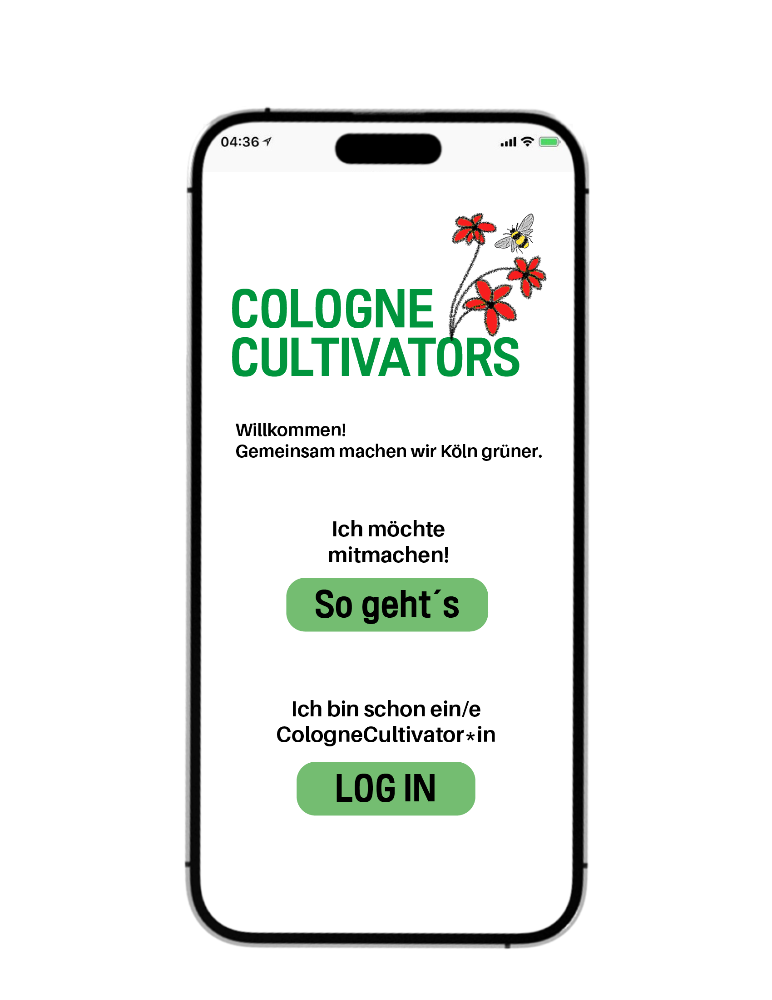 04:36
COLOGNE
CULTIVATORS
Willkommen!
Gemeinsam machen wir Köln grüner.
Ich möchte
mitmachen!
So geht´s
Ich bin schon ein/e
CologneCultivator*in
LOG IN